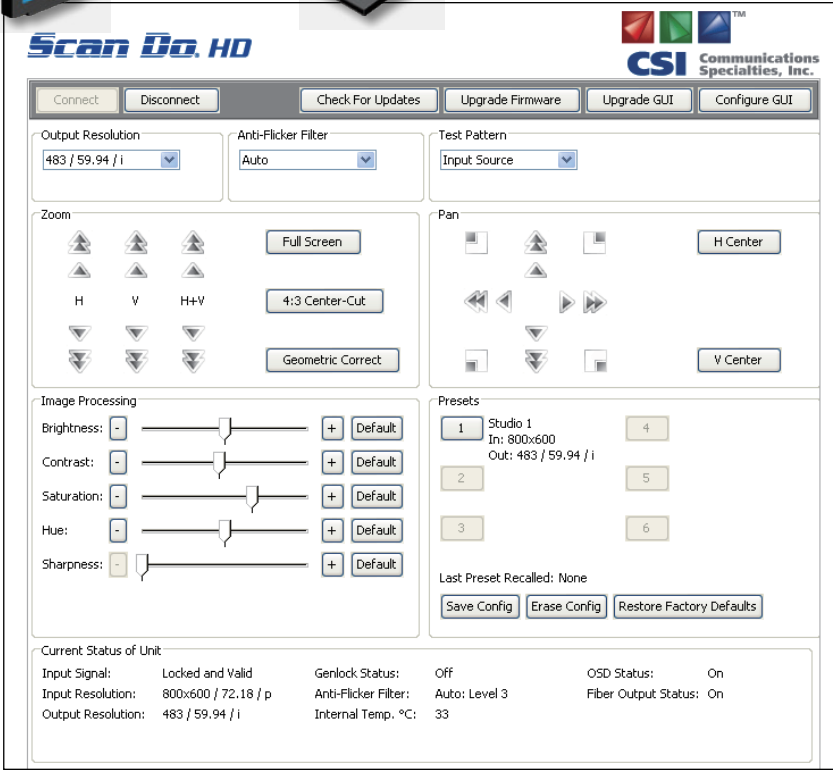 Scan Do. HD
TM
CSI Communications Specialties, Inc.
Connect Disconnect Check For Updates Upgrade Firmware Upgrade GUI Configure GUI
Output Resolution Anti-Flicker Filter Test Pattern
483 / 59.94 / i Auto Input Source
Zoom Pan
Full Screen H Center
H V H+V 4:3 Center-Cut
Geometric Correct V Center
Image Processing
Brightness: - + Default
Contrast: - + Default
Saturation: - + Default
Hue: - + Default
Sharpness: - + Default
Presets
1 Studio 1
In: 800x600
Out: 483 / 59.94 / i
4
2 5
3 6
Last Preset Recalled: None
Save Config Erase Config Restore Factory Defaults
Current Status of Unit
Input Signal: Locked and Valid Genlock Status: Off OSD Status: On
Input Resolution: 800x600 / 72.18 / p Anti-Flicker Filter: Auto: Level 3 Fiber Output Status: On
Output Resolution: 483 / 59.94 / i Internal Temp. °C: 33